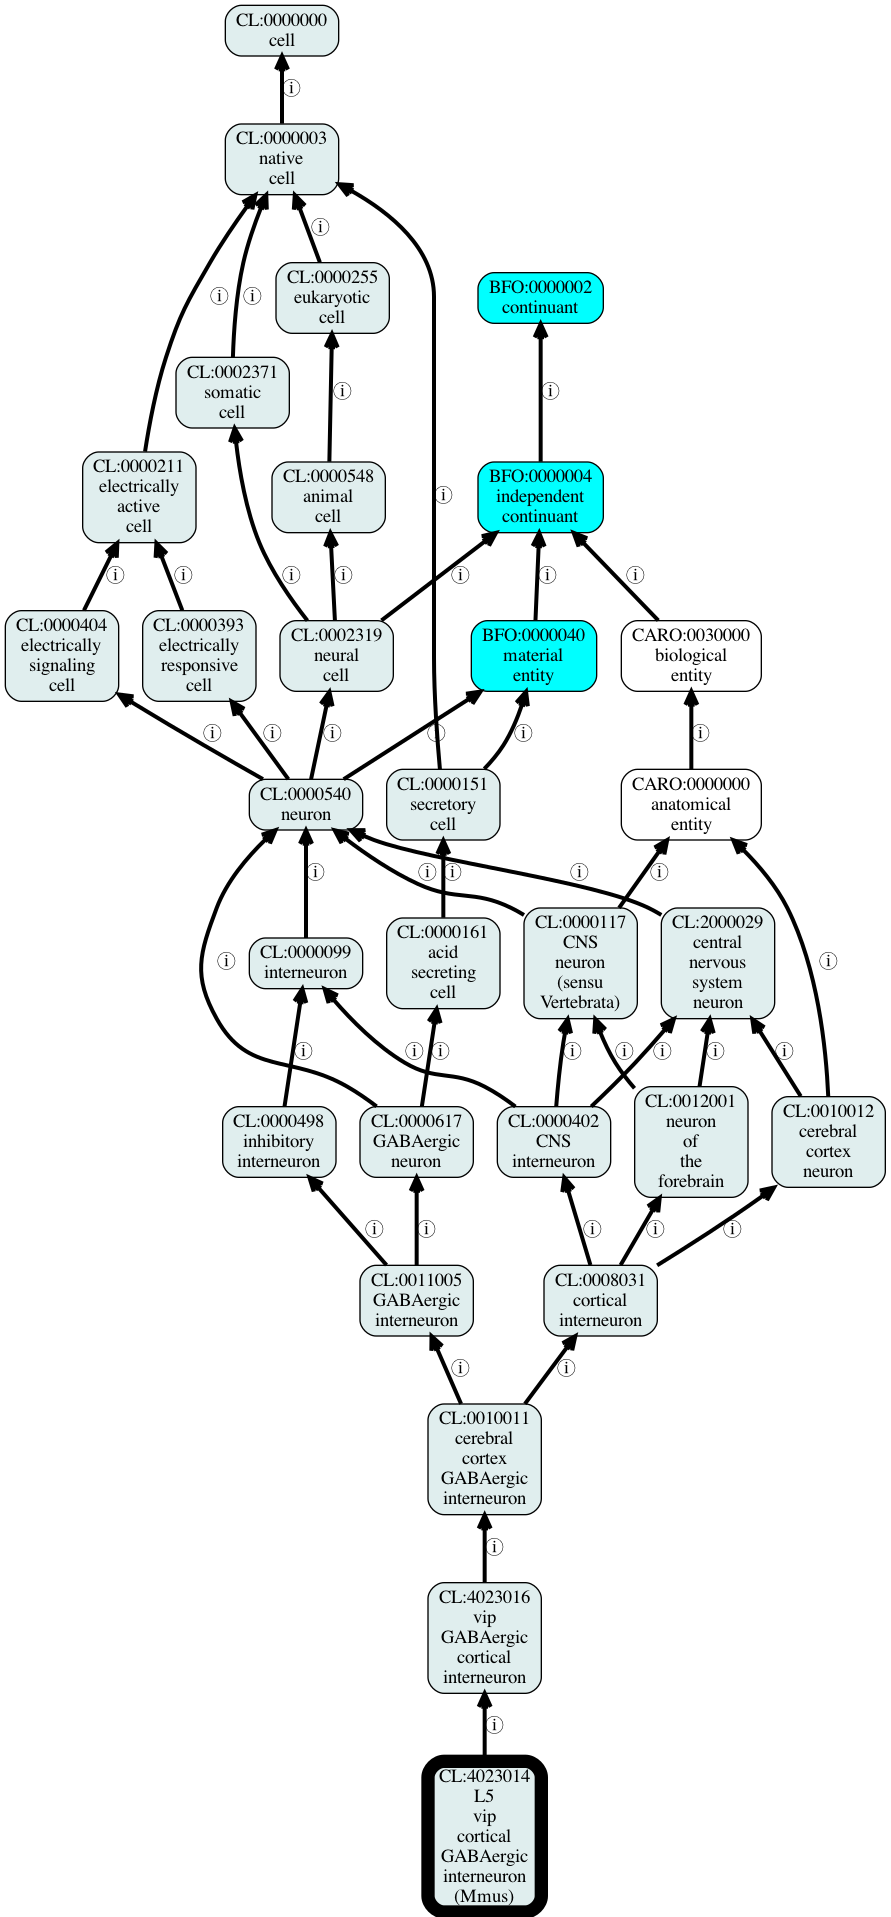 CL:0000000
cell
ⓘ
CL:0000003
native
cell
ⓘ
CL:0000255
eukaryotic
cell
BFO:0000002
continuant
ⓘ
ⓘ
CL:0002371
somatic
cell
ⓘ
ⓘ
CL:0000211
electrically
active
cell
CL:0000548
animal
cell
ⓘ
BFO:0000004
independent
continuant
ⓘ
ⓘ
ⓘ
ⓘ
ⓘ
ⓘ
ⓘ
CL:0000404
electrically
signaling
cell
CL:0000393
electrically
responsive
cell
CL:0002319
neural
cell
BFO:0000040
material
entity
CARO:0030000
biological
entity
ⓘ
ⓘ
ⓘ
ⓘ
ⓘ
ⓘ
CL:0000540
neuron
CL:0000151
secretory
cell
CARO:0000000
anatomical
entity
ⓘ
ⓘ
ⓘ
ⓘ
ⓘ
CL:0000099
interneuron
CL:0000161
acid
secreting
cell
CL:0000117
CNS
neuron
(sensu
Vertebrata)
CL:2000029
central
nervous
system
neuron
ⓘ
ⓘ
ⓘ
ⓘ
ⓘ
ⓘ
ⓘ
ⓘ
ⓘ
ⓘ
CL:0000498
inhibitory
interneuron
CL:0000617
GABAergic
neuron
CL:0000402
CNS
interneuron
CL:0012001
neuron
of
the
forebrain
CL:0010012
cerebral
cortex
neuron
ⓘ
ⓘ
ⓘ
ⓘ
ⓘ
CL:0011005
GABAergic
interneuron
CL:0008031
cortical
interneuron
ⓘ
ⓘ
CL:0010011
cerebral
cortex
GABAergic
interneuron
ⓘ
CL:4023016
vip
GABAergic
cortical
interneuron
ⓘ
CL:4023014
L5
vip
cortical
GABAergic
interneuron
(Mmus)